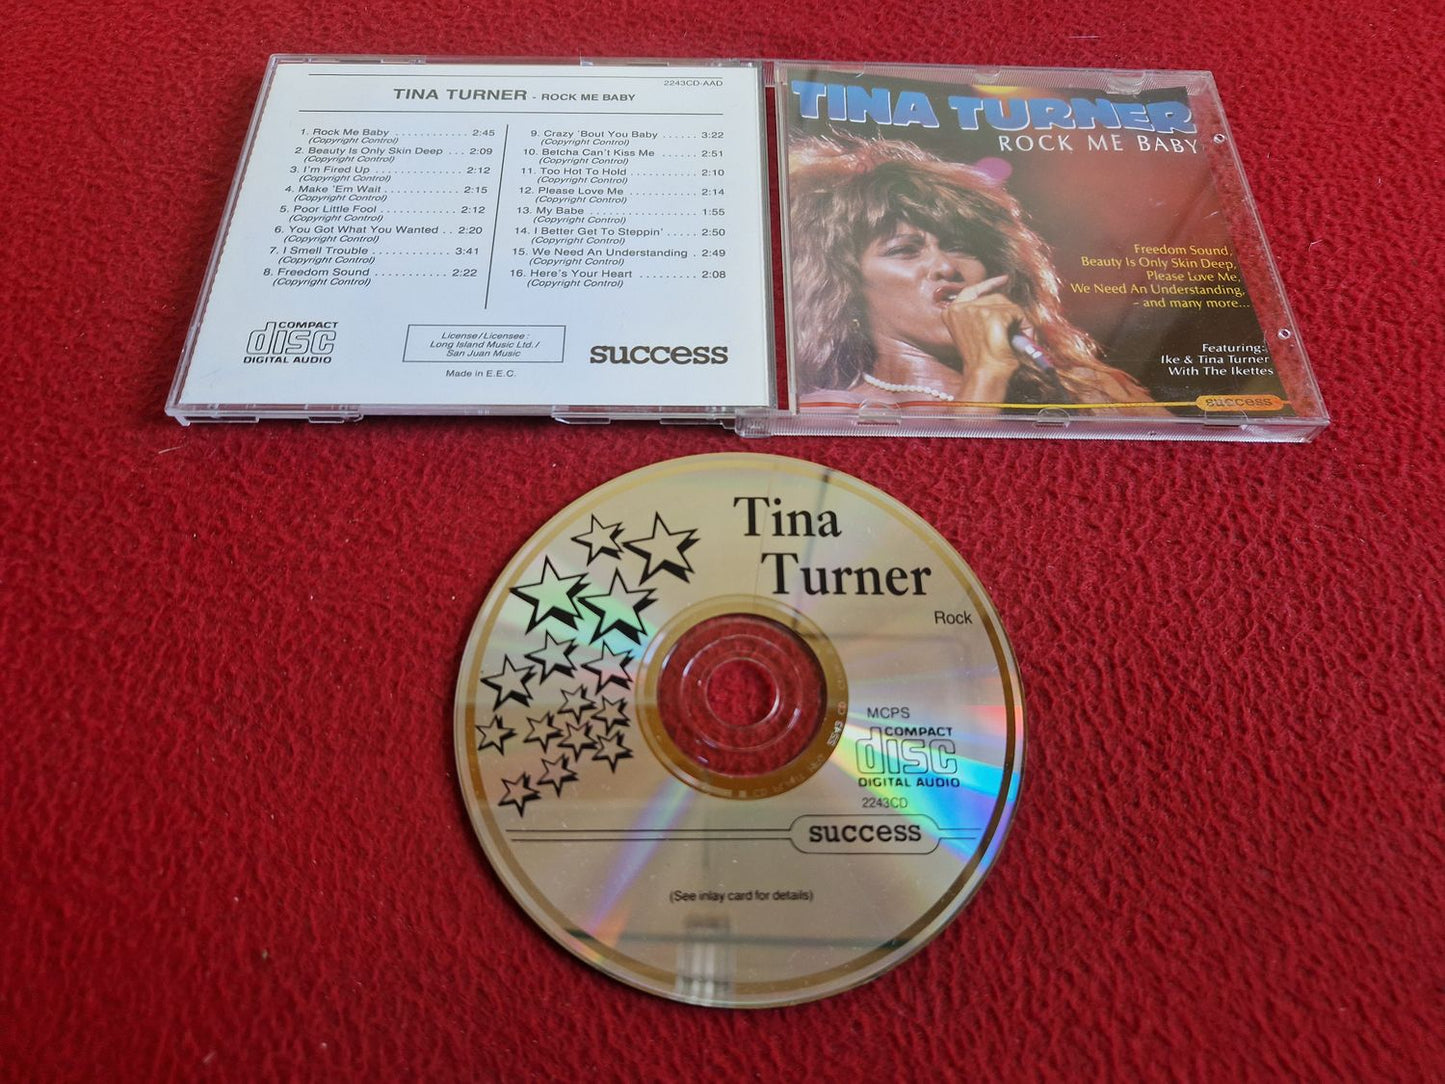 2243CD-AAD
TINA TURNER - ROCK ME BABY
1. Rock Me Baby ............ 2:45
(Copyright Control)
2. Beauty Is Only Skin Deep ... 2:09
(Copyright Control)
3. I'm Fired Up ................ 2:12
(Copyright Control)
4. Make 'Em Wait ............. 2:15
(Copyright Control)
5. Poor Little Fool ............ 2:12
(Copyright Control)
6. You Got What You Wanted .. 2:20
(Copyright Control)
7. I Smell Trouble ............. 3:41
(Copyright Control)
8. Freedom Sound ............. 2:22
(Copyright Control)
9. Crazy 'Bout You Baby ...... 3:22
(Copyright Control)
10. Betcha Can't Kiss Me ...... 2:51
(Copyright Control)
11. Too Hot To Hold ........... 2:10
(Copyright Control)
12. Please Love Me ............ 2:14
(Copyright Control)
13. My Babe .................. 1:55
(Copyright Control)
14. I Better Get To Steppin' ..... 2:50
(Copyright Control)
15. We Need An Understanding . 2:49
(Copyright Control)
16. Here's Your Heart ......... 2:08
(Copyright Control)
COMPACT
disc
DIGITAL AUDIO
License / Licensee :
Long Island Music Ltd. /
San Juan Music
success
Made in E.E.C.
TINA TURNER
ROCK ME BABY
Freedom Sound,
Beauty Is Only Skin Deep,
Please Love Me,
We Need An Understanding,
- and many more...
Featuring:
Ike & Tina Turner
With The Ikettes
success
Tina
Turner
Rock
MCPS
COMPACT
disc
DIGITAL AUDIO
2243CD
success
(See inlay card for details)